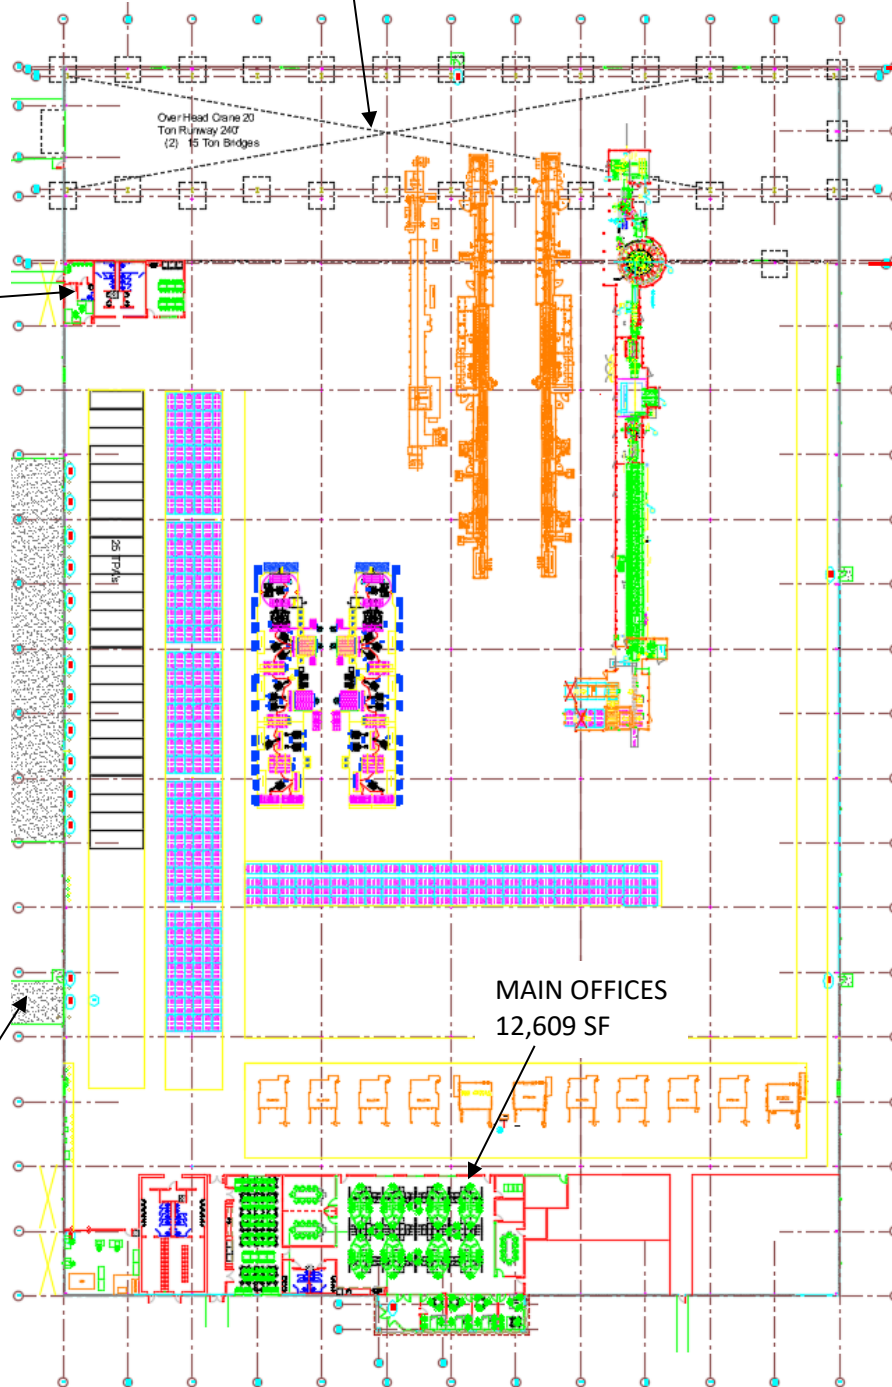 Over Head Crane 20
Ton Runway 240'
(2) 15 Ton Bridges
25 TPA's
MAIN OFFICES
12,609 SF